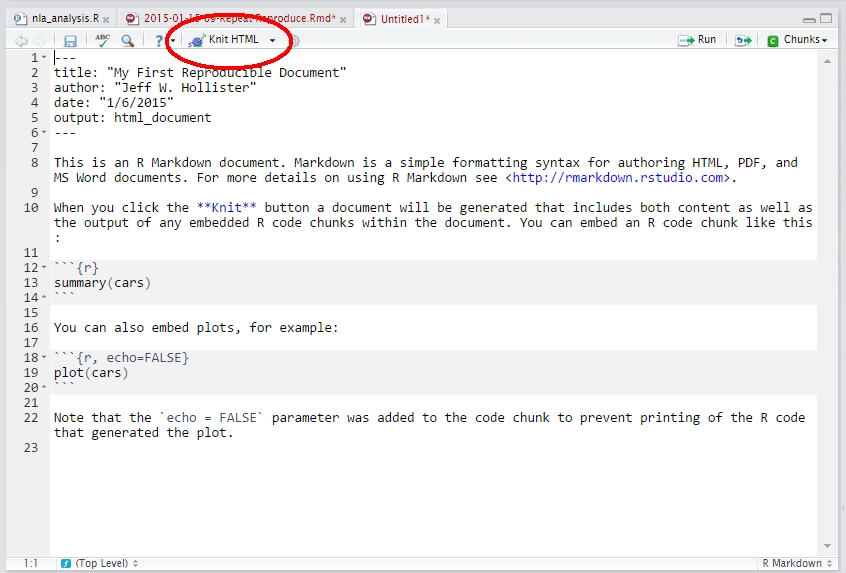 nla_analysis.R
2015-01-15-09-Repeat-Reproduce.Rmd*
Untitled1*
ABC
?
Knit HTML
Run
C Chunks
1 ---
2 title: "My First Reproducible Document"
3 author: "Jeff W. Hollister"
4 date: "1/6/2015"
5 output: html_document
6 ---
7
8 This is an R Markdown document. Markdown is a simple formatting syntax for authoring HTML, PDF, and
MS Word documents. For more details on using R Markdown see <http://rmarkdown.rstudio.com>.
9
10 When you click the **Knit** button a document will be generated that includes both content as well as
the output of any embedded R code chunks within the document. You can embed an R code chunk like this
:
11
12 ```{r}
13 summary(cars)
14 ```
15
16 You can also embed plots, for example:
17
18 ```{r, echo=FALSE}
19 plot(cars)
20 ```
21
22 Note that the `echo = FALSE` parameter was added to the code chunk to prevent printing of the R code
that generated the plot.
23
1:1 (Top Level) R Markdown